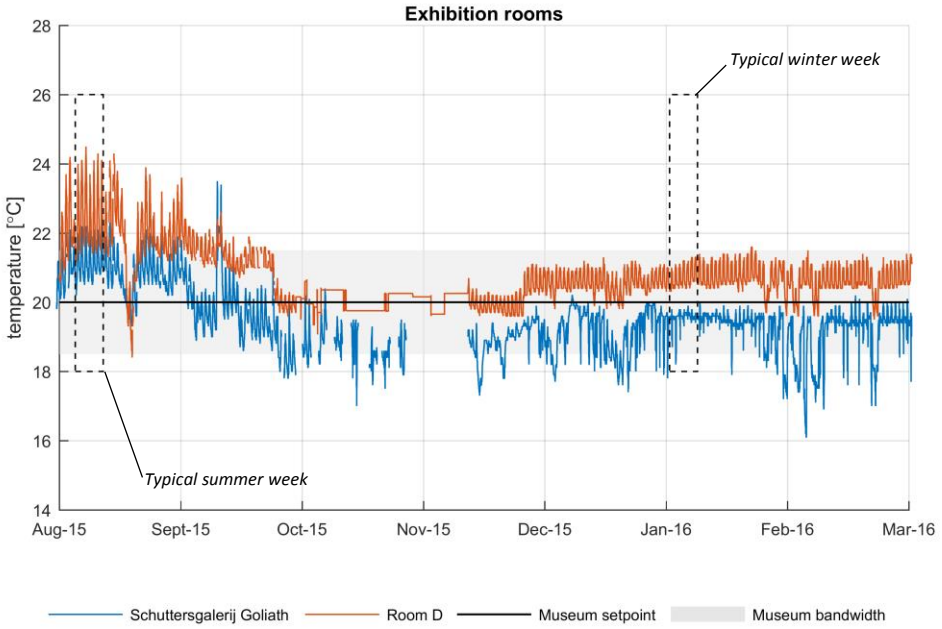 Exhibition rooms
28
26
24
22
20
18
16
14
temperature [°C]
Typical winter week
Typical summer week
Aug-15 Sept-15 Oct-15 Nov-15 Dec-15 Jan-16 Feb-16 Mar-16
Schuttersgalerij Goliath Room D Museum setpoint Museum bandwidth